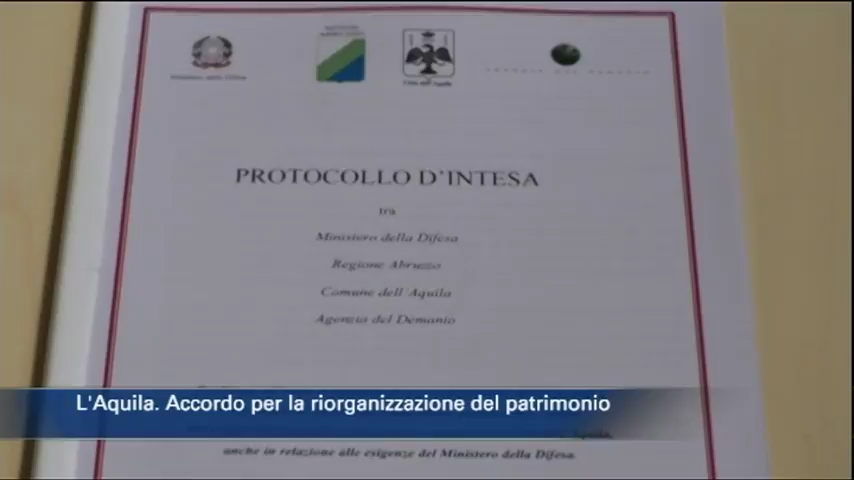 PROTOCOLLO D'INTESA
tra
Ministero della Difesa
Regione Abruzzo
Comune dell'Aquila
Agenzia del Demanio
L'Aquila. Accordo per la riorganizzazione del patrimonio
anche in relazione alle esigenze del Ministero della Difesa.